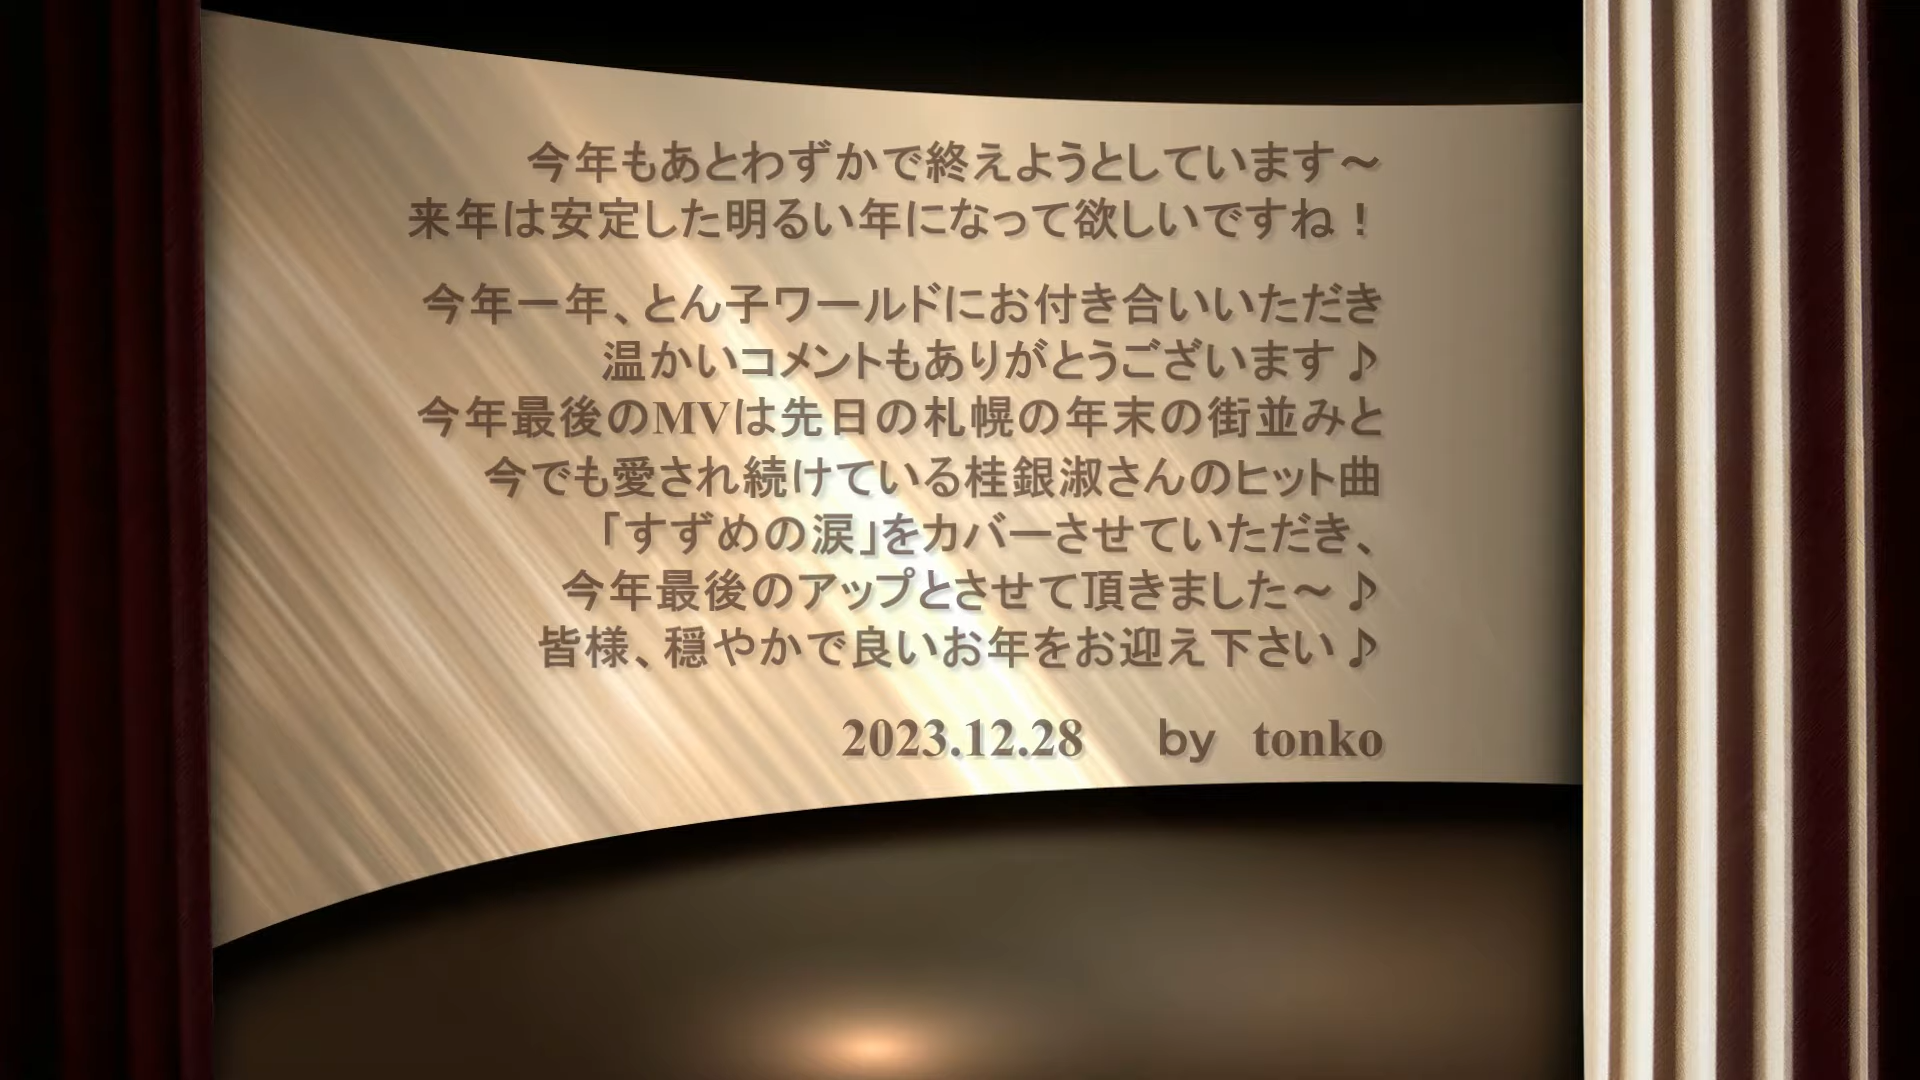 今年もあとわずかで終えようとしています～
来年は安定した明るい年になって欲しいですね！
今年一年、とん子ワールドにお付き合いいただき
温かいコメントもありがとうございます♪
今年最後のMVは先日の札幌の年末の街並みと
今でも愛され続けている桂銀淑さんのヒット曲
「すずめの涙」をカバーさせていただき、
今年最後のアップとさせて頂きました～♪
皆様、穏やかで良いお年をお迎え下さい♪
2023.12.28　by　tonko